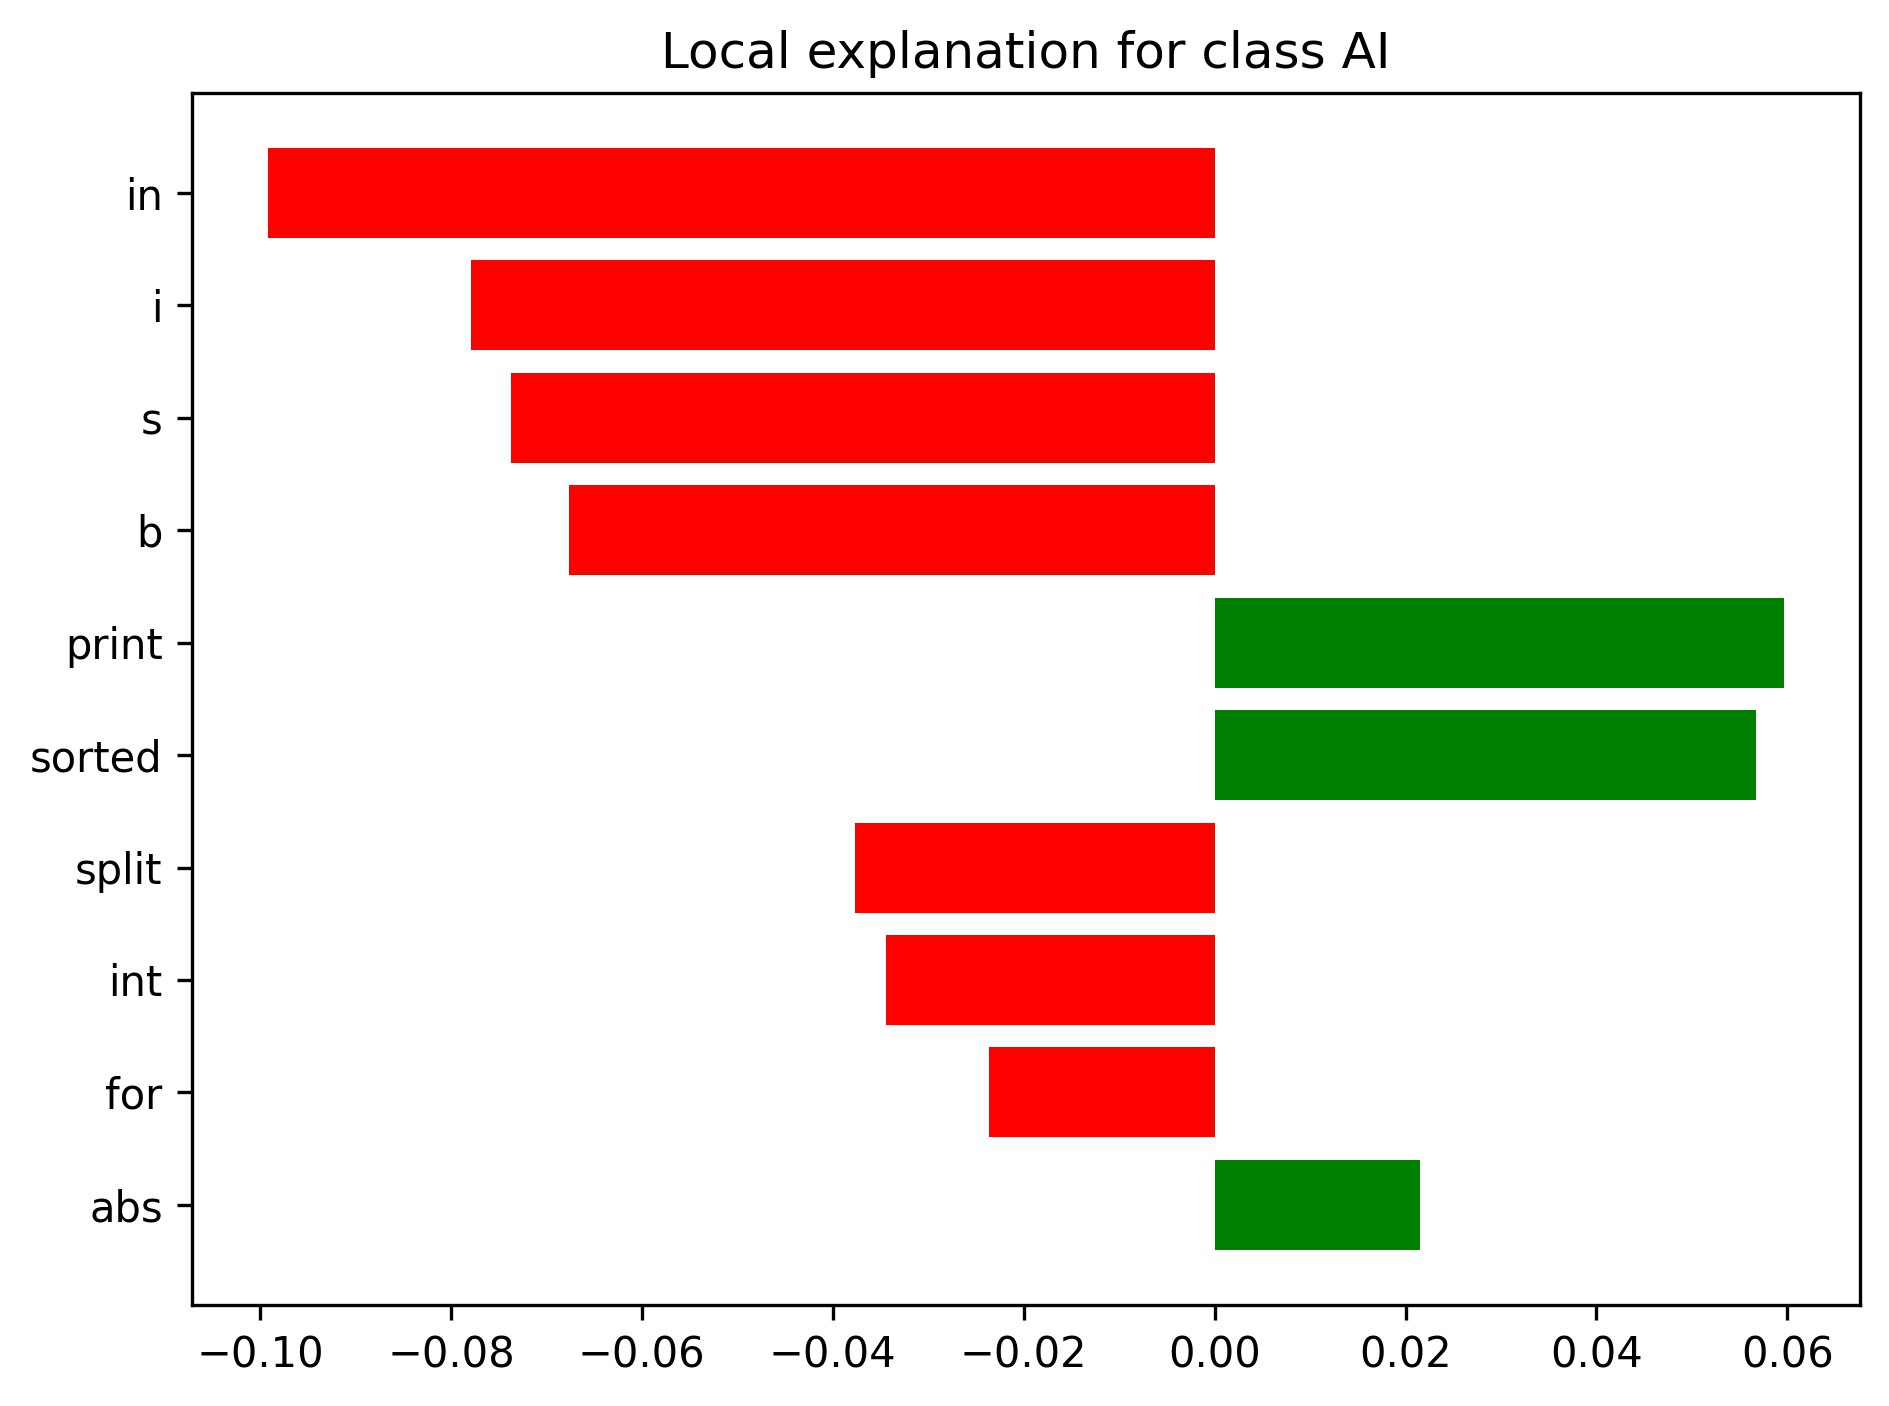 Local explanation for class AI
in
i
s
b
print
sorted
split
int
for
abs
−0.10 −0.08 −0.06 −0.04 −0.02 0.00 0.02 0.04 0.06